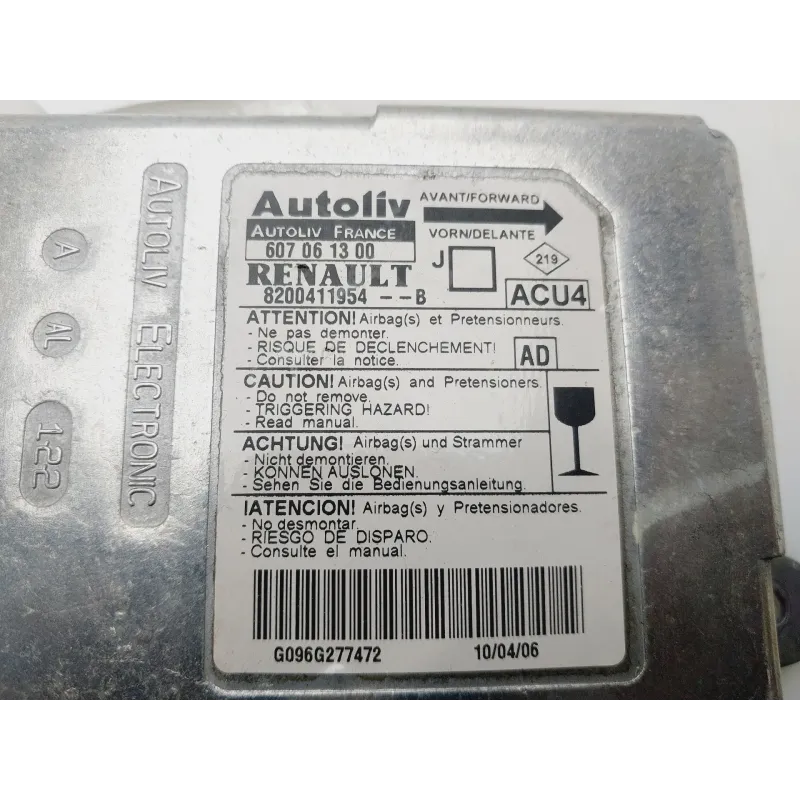 A
AL
122
AUTOLIV ELECTRONIC
Autoliv
AUTOLIV FRANCE
607 06 13 00
RENAULT
8200411954 --B
AVANT/FORWARD
VORN/DELANTE
J
219
ACU4
ATTENTION! Airbag(s) et Pretensionneurs.
- Ne pas demonter.
- RISQUE DE DECLENCHEMENT!
- Consulter la notice.
AD
CAUTION! Airbag(s) and Pretensioners.
- Do not remove.
- TRIGGERING HAZARD!
- Read manual.
ACHTUNG! Airbag(s) und Strammer
- Nicht demontieren.
- KONNEN AUSLONEN.
- Sehen Sie die Bedienungsanleitung.
IATENCION! Airbag(s) y Pretensionadores.
- No desmontar.
- RIESGO DE DISPARO.
- Consulte el manual.
G096G277472
10/04/06